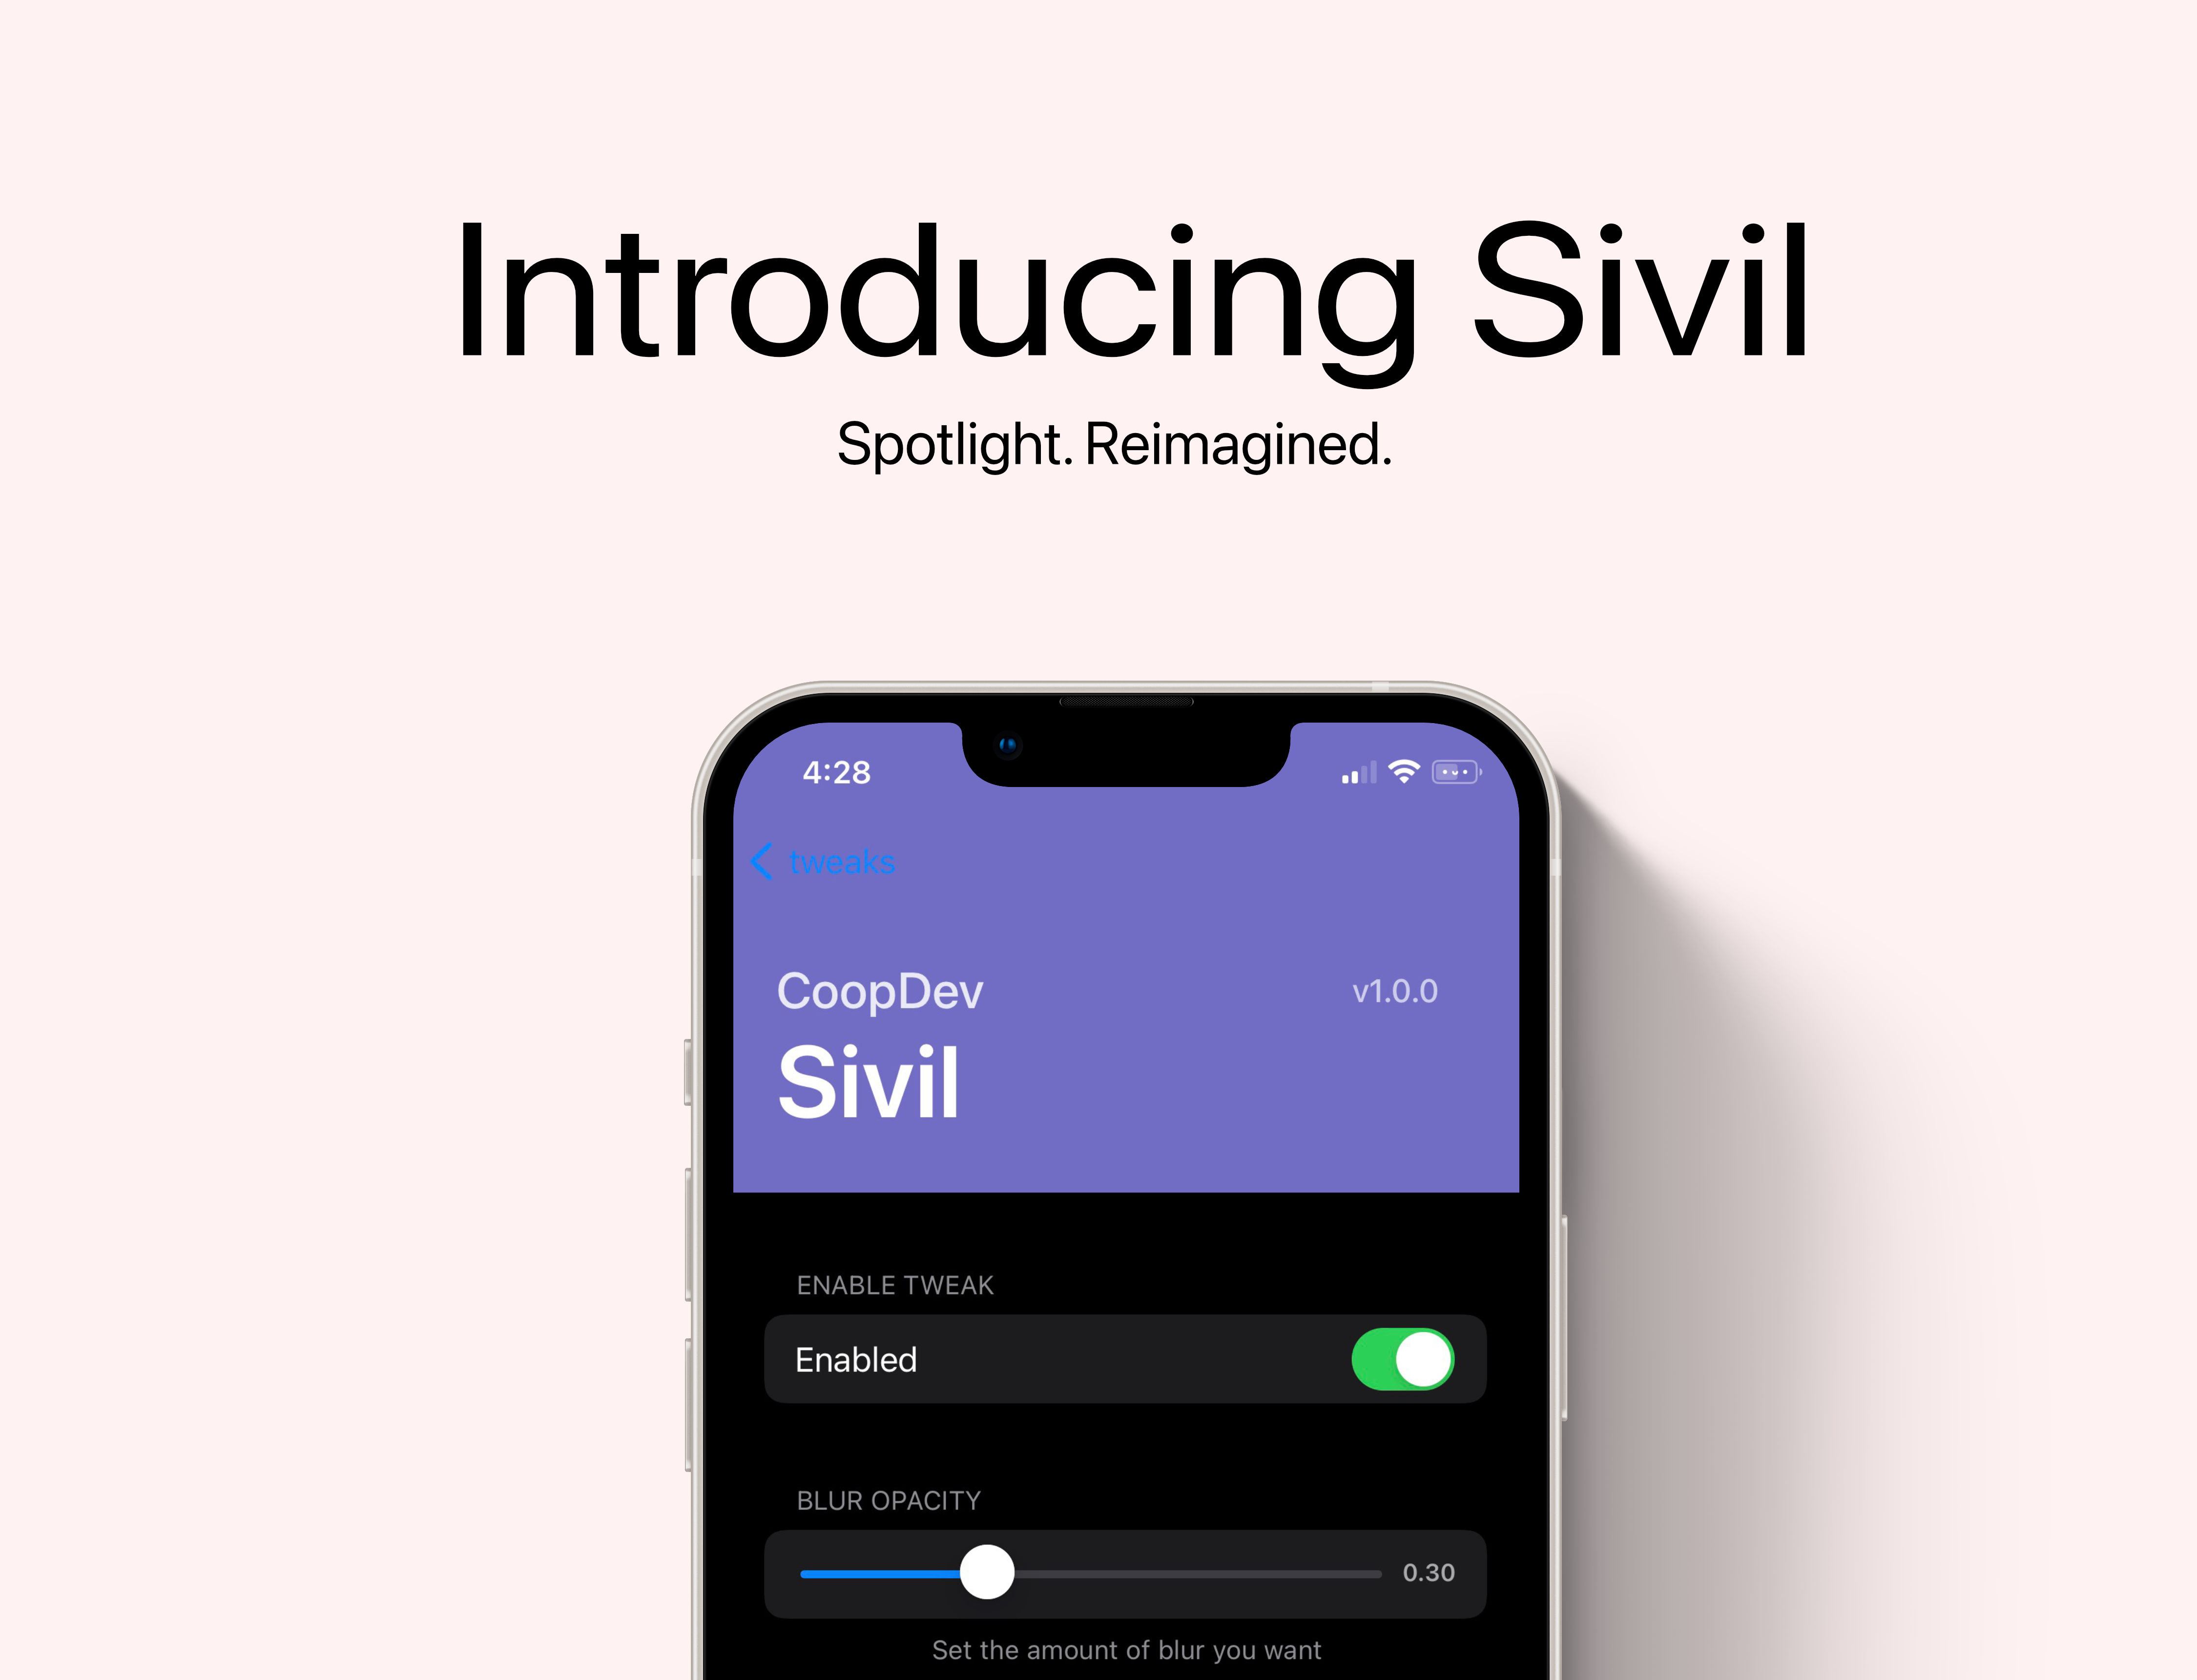 Introducing Sivil
Spotlight. Reimagined.
4:28
tweaks
CoopDev v1.0.0
Sivil
ENABLE TWEAK
Enabled
BLUR OPACITY
0.30
Set the amount of blur you want